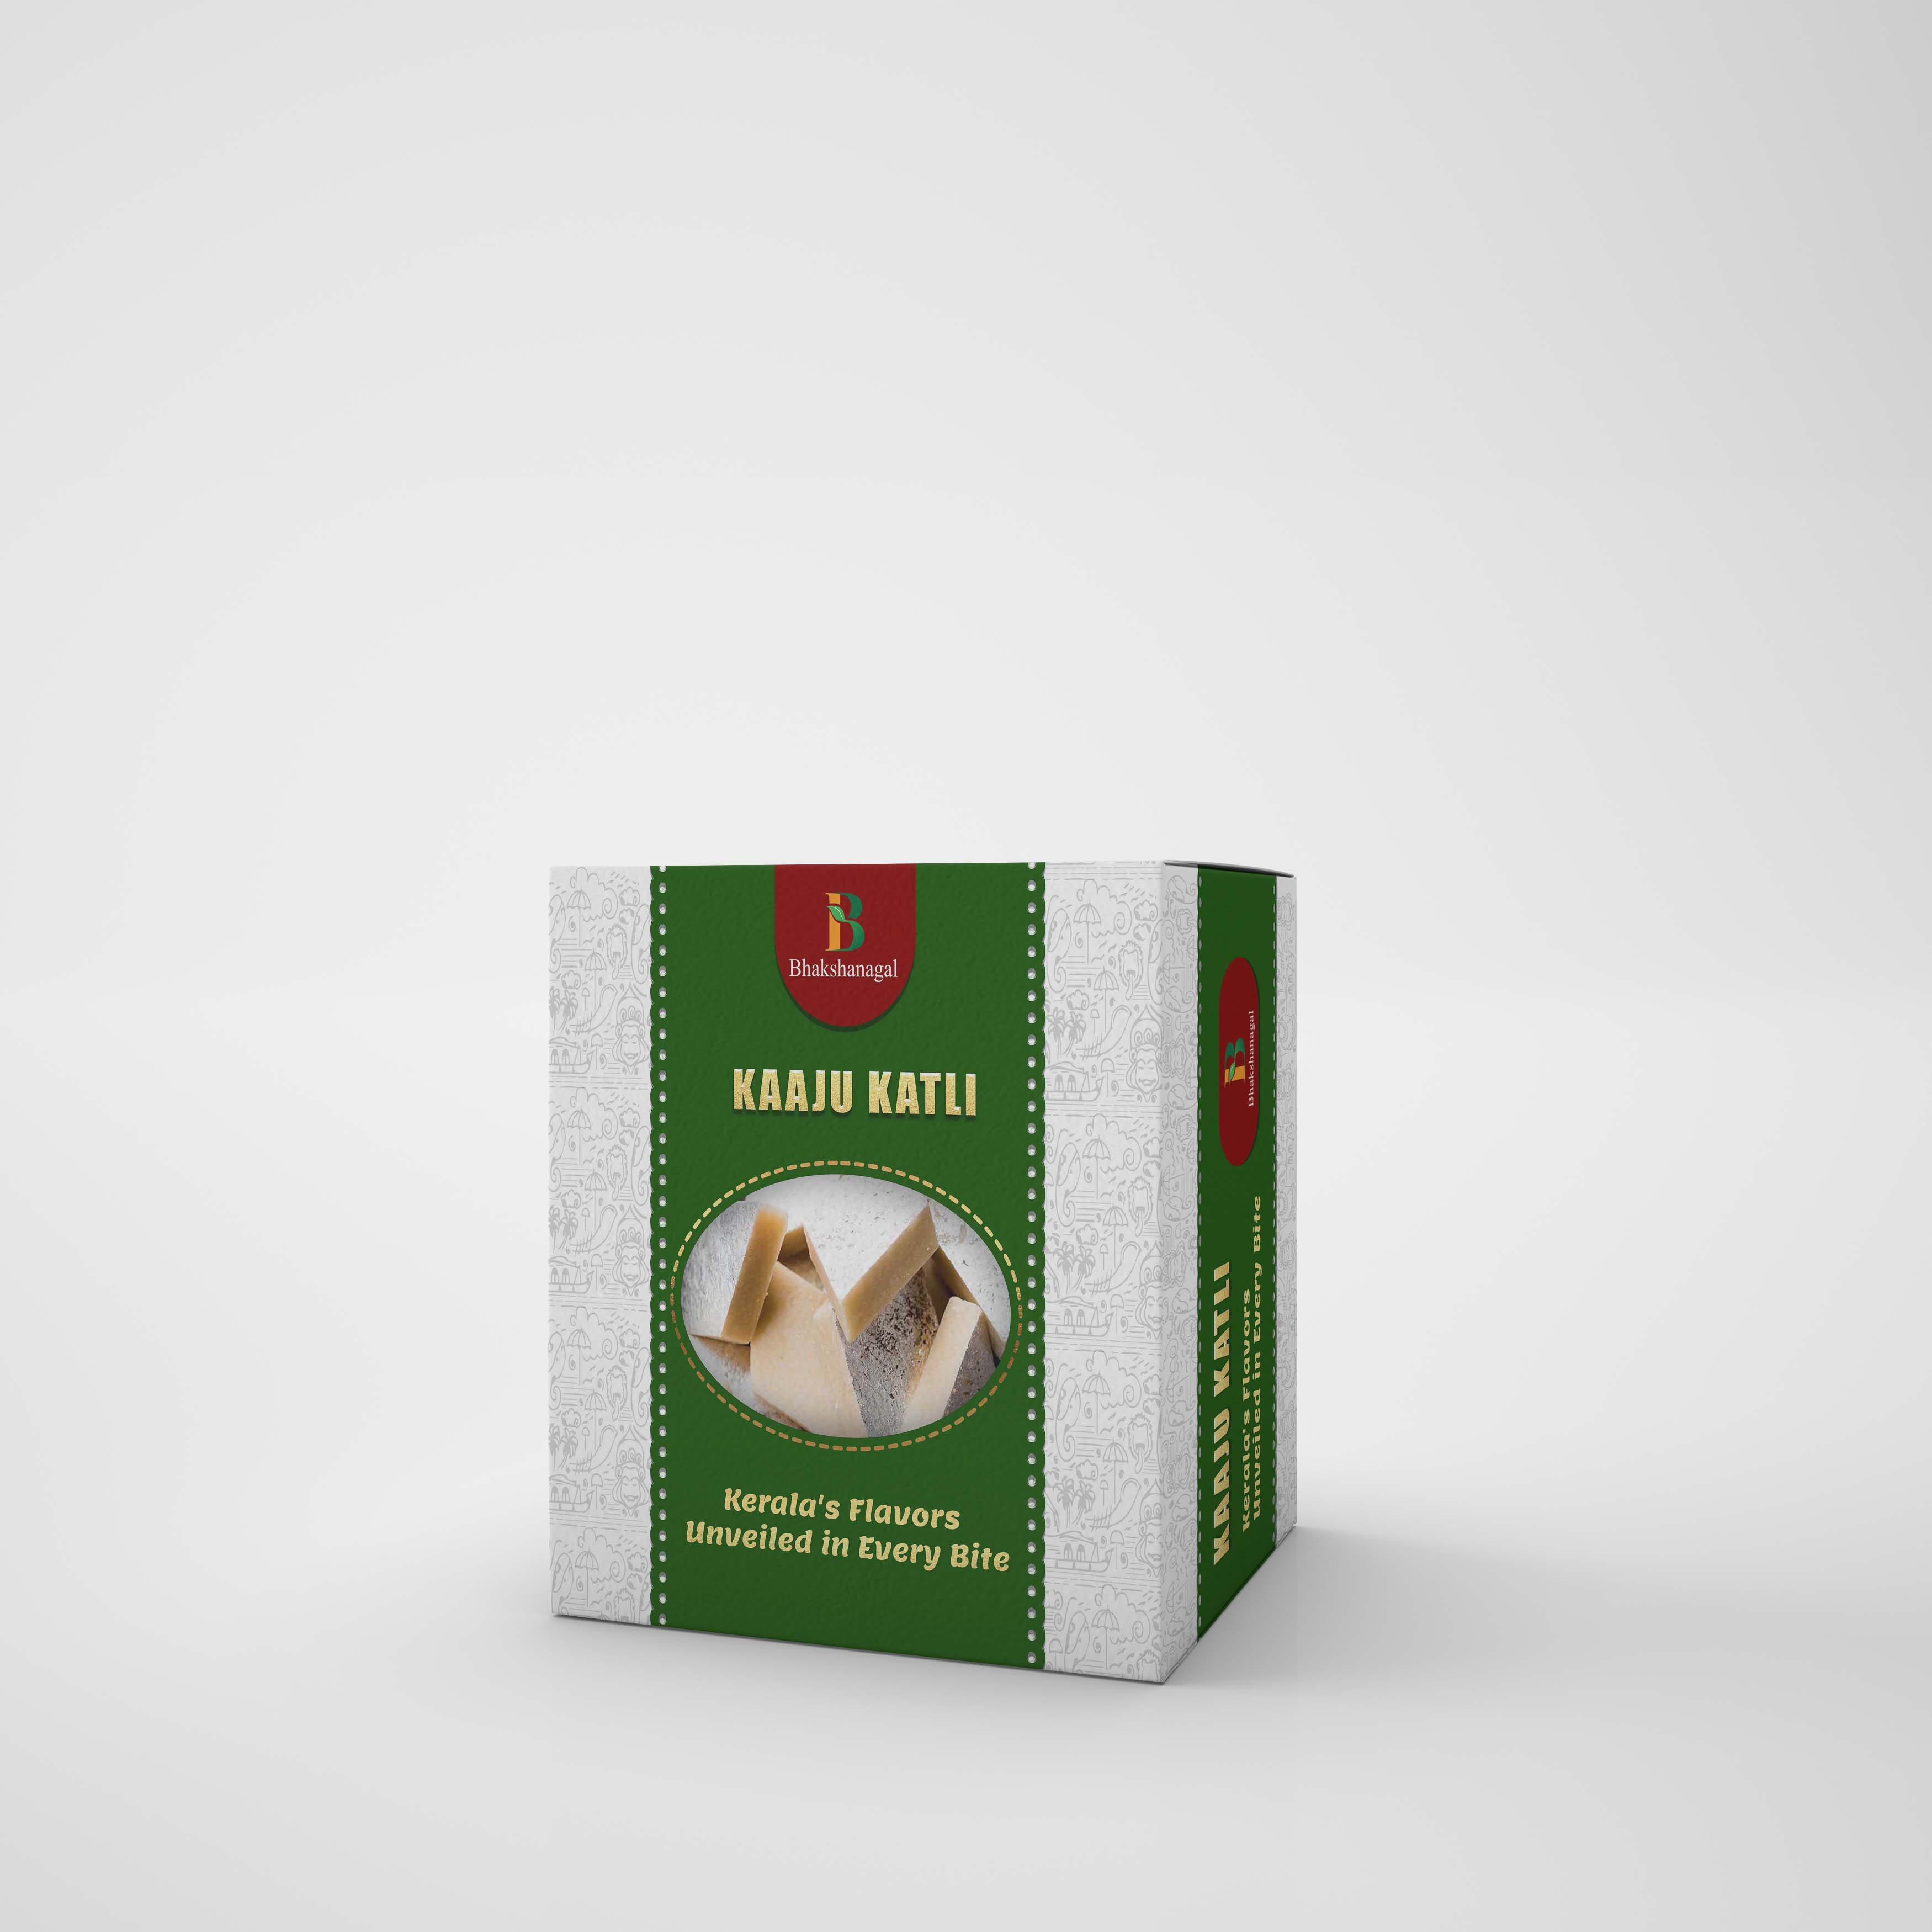 B
Bhakshanagal
KAAJU KATLI
Kerala's Flavors
Unveiled in Every Bite
B
Bhakshanagal
KAAJU KATLI
Kerala's Flavors
Unveiled in Every Bite